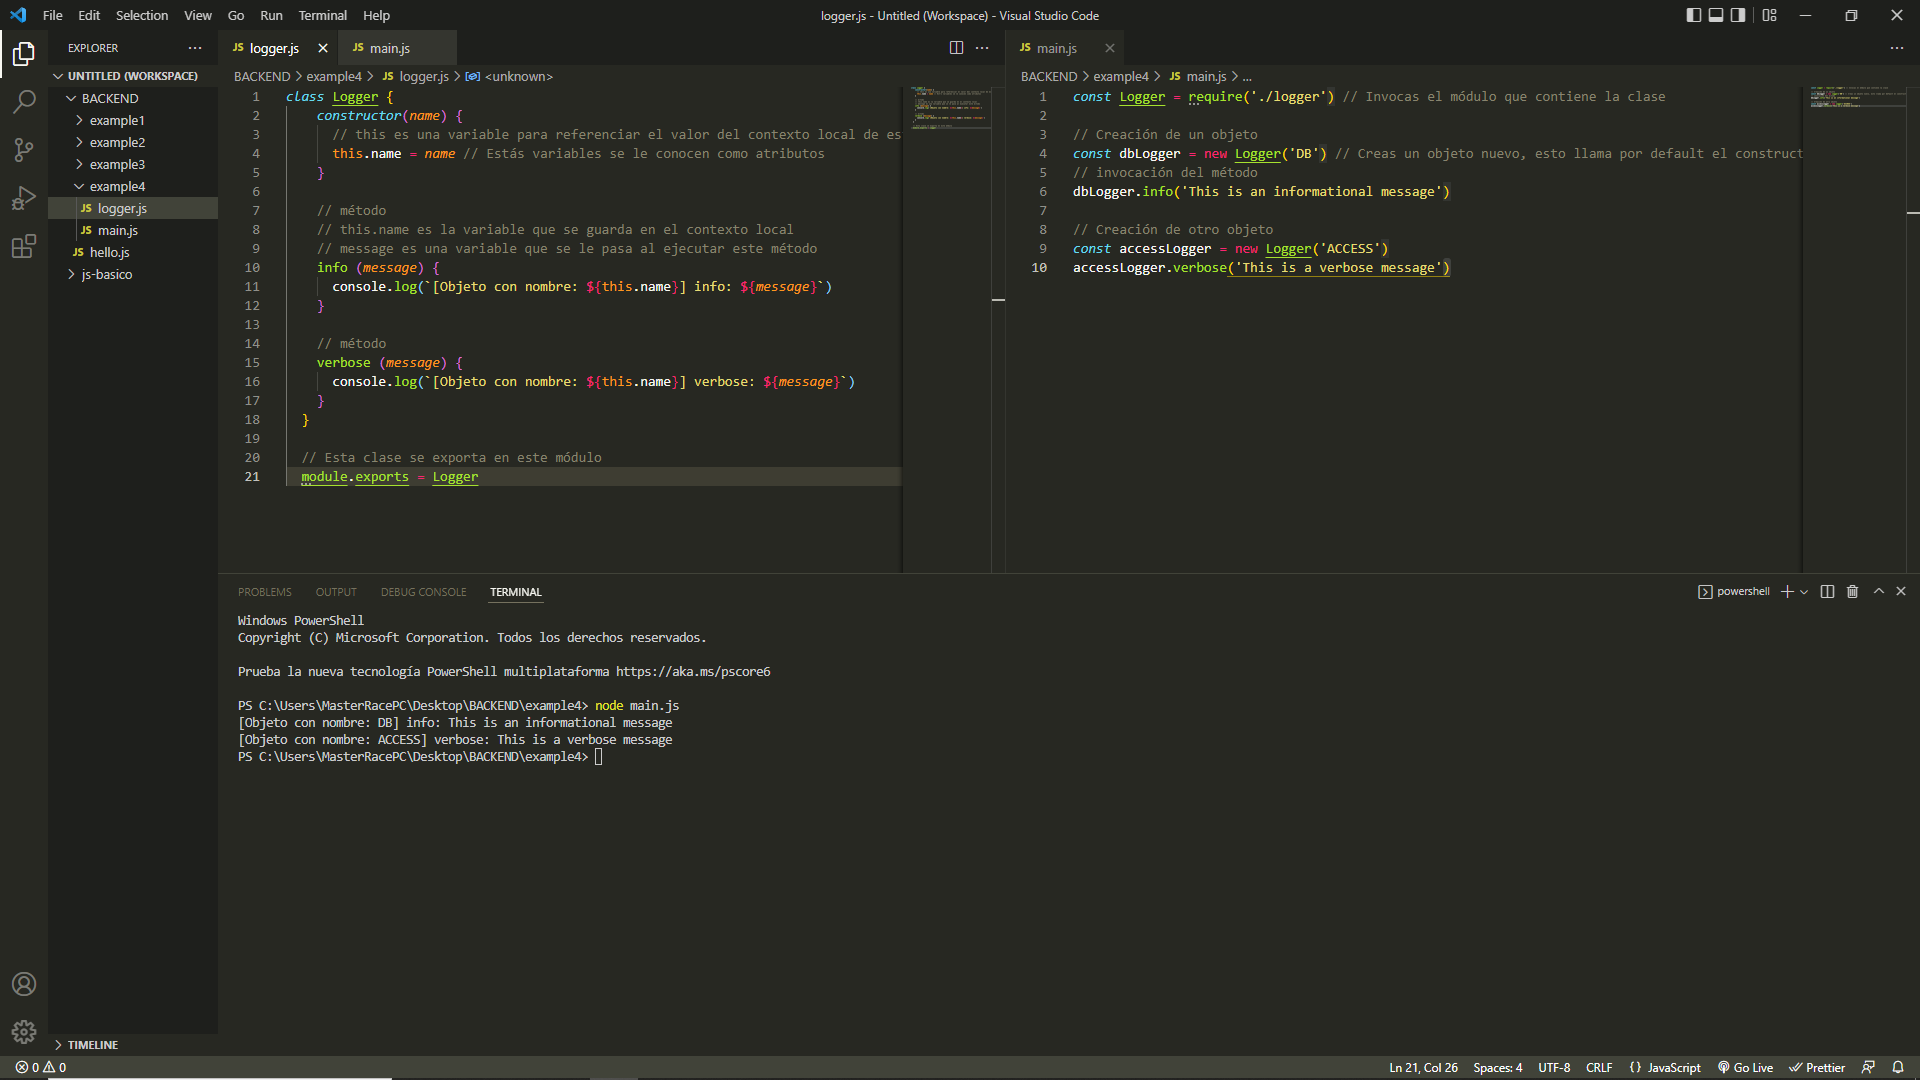 File Edit Selection View Go Run Terminal Help
logger.js - Untitled (Workspace) - Visual Studio Code
EXPLORER
UNTITLED (WORKSPACE)
BACKEND
example1
example2
example3
example4
JS logger.js
JS main.js
JS hello.js
js-basico
TIMELINE
JS logger.js
JS main.js
BACKEND > example4 > JS logger.js > <unknown>
1 class Logger {
2 constructor(name) {
3 // this es una variable para referenciar el valor del contexto local de es
4 this.name = name // Estás variables se le conocen como atributos
5 }
6
7 // método
8 // this.name es la variable que se guarda en el contexto local
9 // message es una variable que se le pasa al ejecutar este método
10 info (message) {
11 console.log(`[Objeto con nombre: ${this.name}] info: ${message}`)
12 }
13
14 // método
15 verbose (message) {
16 console.log(`[Objeto con nombre: ${this.name}] verbose: ${message}`)
17 }
18 }
19
20 // Esta clase se exporta en este módulo
21 module.exports = Logger
JS main.js
BACKEND > example4 > JS main.js > ...
1 const Logger = require('./logger') // Invocas el módulo que contiene la clase
2
3 // Creación de un objeto
4 const dbLogger = new Logger('DB') // Creas un objeto nuevo, esto llama por default el construct
5 // invocación del método
6 dbLogger.info('This is an informational message')
7
8 // Creación de otro objeto
9 const accessLogger = new Logger('ACCESS')
10 accessLogger.verbose('This is a verbose message')
PROBLEMS OUTPUT DEBUG CONSOLE TERMINAL
powershell
Windows PowerShell
Copyright (C) Microsoft Corporation. Todos los derechos reservados.
Prueba la nueva tecnología PowerShell multiplataforma https://aka.ms/pscore6
PS C:\Users\MasterRacePC\Desktop\BACKEND\example4> node main.js
[Objeto con nombre: DB] info: This is an informational message
[Objeto con nombre: ACCESS] verbose: This is a verbose message
PS C:\Users\MasterRacePC\Desktop\BACKEND\example4>
0 0
Ln 21, Col 26 Spaces: 4 UTF-8 CRLF {} JavaScript Go Live Prettier